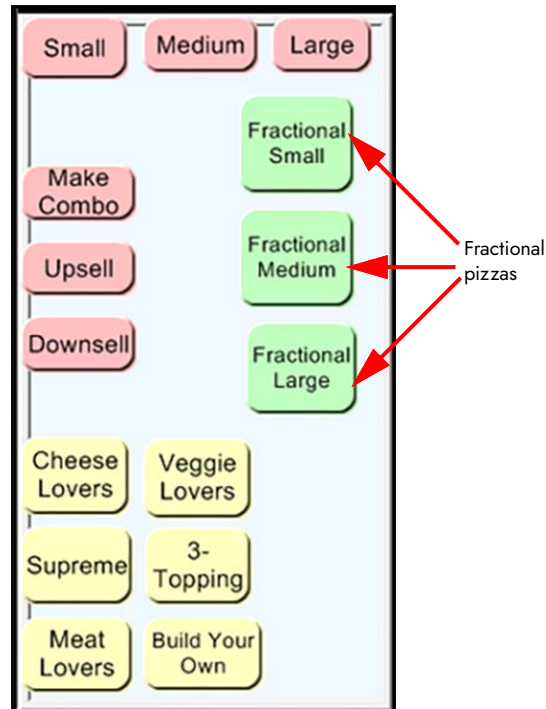 Small
Medium
Large
Fractional
Small
Make
Combo
Fractional
Medium
Fractional
pizzas
Upsell
Downsell
Fractional
Large
Cheese
Lovers
Veggie
Lovers
Supreme
3-
Topping
Meat
Lovers
Build Your
Own